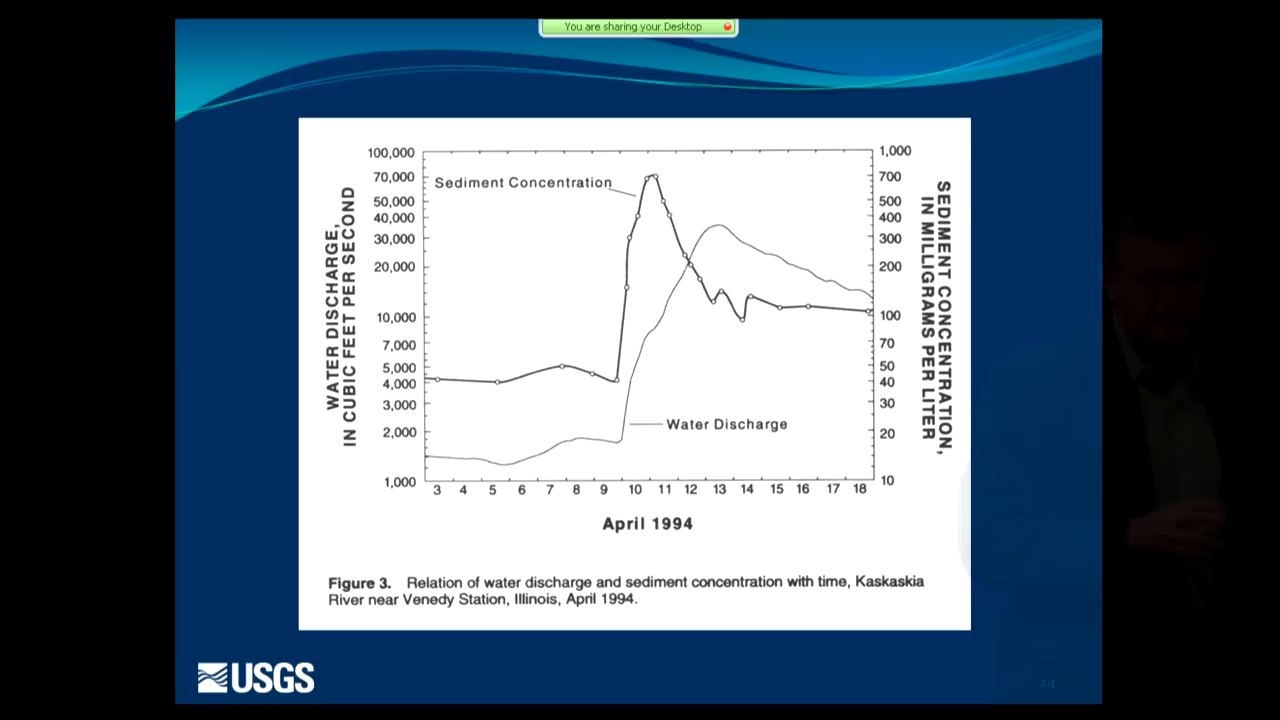 You are sharing your Desktop
WATER DISCHARGE,
IN CUBIC FEET PER SECOND
100,000
70,000
50,000
40,000
30,000
20,000
10,000
7,000
5,000
4,000
3,000
2,000
1,000
Sediment Concentration
Water Discharge
1,000
700
500
400
300
200
100
70
50
40
30
20
10
SEDIMENT CONCENTRATION,
IN MILLIGRAMS PER LITER
3 4 5 6 7 8 9 10 11 12 13 14 15 16 17 18
April 1994
Figure 3. Relation of water discharge and sediment concentration with time, Kaskaskia
River near Venedy Station, Illinois, April 1994.
USGS